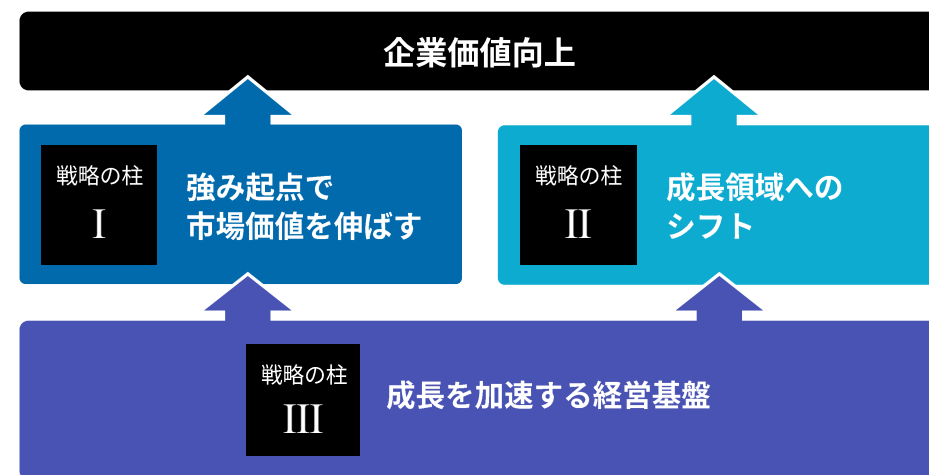 企業価値向上
戦略の柱
I
強み起点で
市場価値を伸ばす
戦略の柱
II
成長領域への
シフト
戦略の柱
III
成長を加速する経営基盤